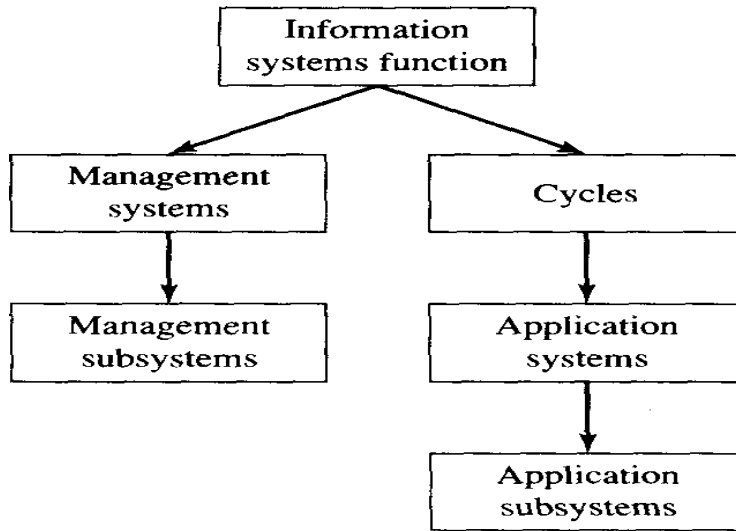 Information
systems function
Management
systems
Cycles
Management
subsystems
Application
systems
Application
subsystems